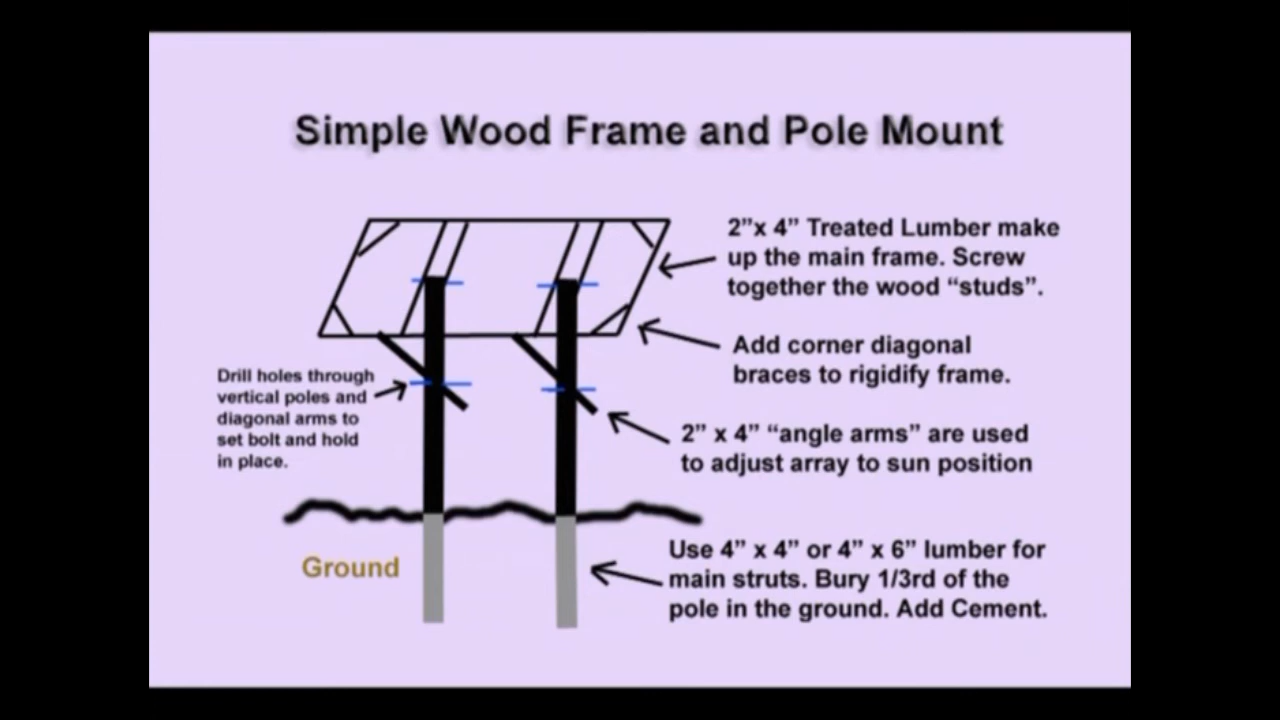 Simple Wood Frame and Pole Mount
2”x 4” Treated Lumber make
up the main frame. Screw
together the wood “studs”.
Add corner diagonal
braces to rigidify frame.
Drill holes through
vertical poles and
diagonal arms to
set bolt and hold
in place.
2” x 4” “angle arms” are used
to adjust array to sun position
Ground
Use 4” x 4” or 4” x 6” lumber for
main struts. Bury 1/3rd of the
pole in the ground. Add Cement.